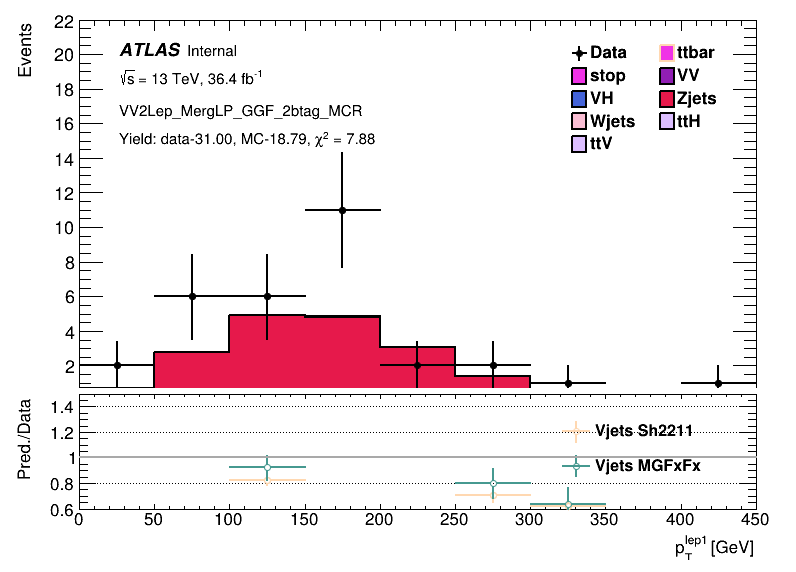 Events
22
20
18
16
14
12
10
8
6
4
2
ATLAS Internal
√s = 13 TeV, 36.4 fb⁻¹
VV2Lep_MergLP_GGF_2btag_MCR
Yield: data-31.00, MC-18.79, χ² = 7.88
Data ttbar
stop VV
VH Zjets
Wjets ttH
ttV
Pred./Data
1.4
1.2
1
0.8
0.6
Vjets Sh2211
Vjets MGFxFx
0 50 100 150 200 250 300 350 400 450
p_T^lep1 [GeV]